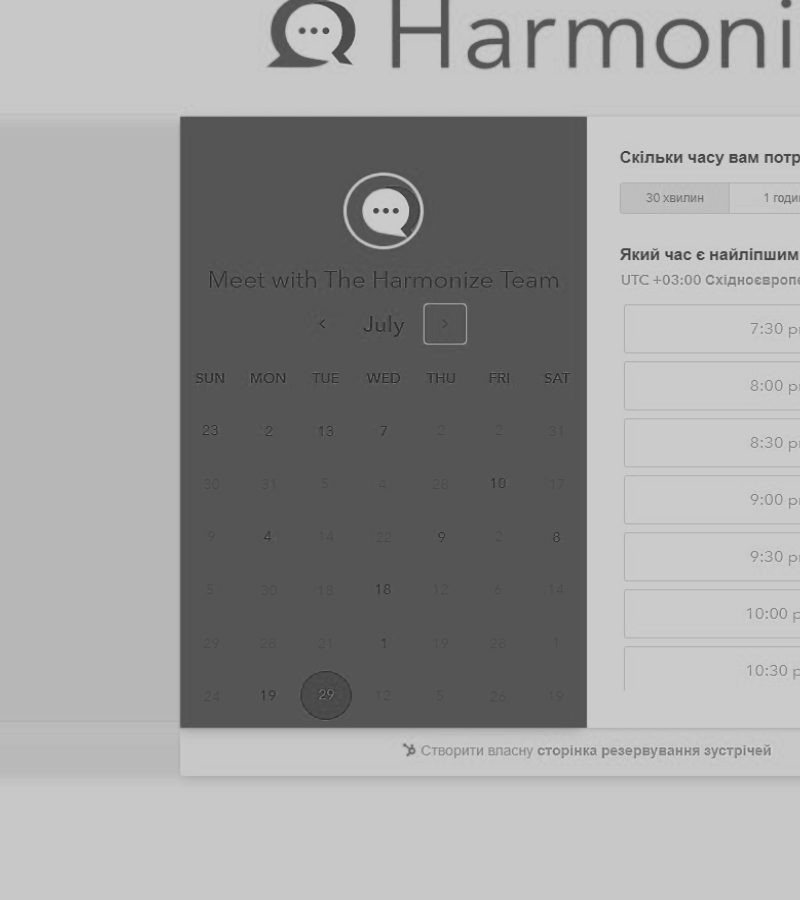 Harmoni
Meet with The Harmonize Team
July
SUN MON TUE WED THU FRI SAT
23 2 13 7 2 2 31
30 31 5 4 28 10 17
9 4 14 22 9 2 8
5 30 18 18 12 6 14
29 28 21 1 19 28 1
24 19 29 12 5 26 19
Скільки часу вам потр
30 хвилин 1 годи
Який час є найліпшим
UTC +03:00 Східноєвропе
7:30 p
8:00 p
8:30 p
9:00 p
9:30 p
10:00 p
10:30 p
Створити власну сторінка резервування зустрічей